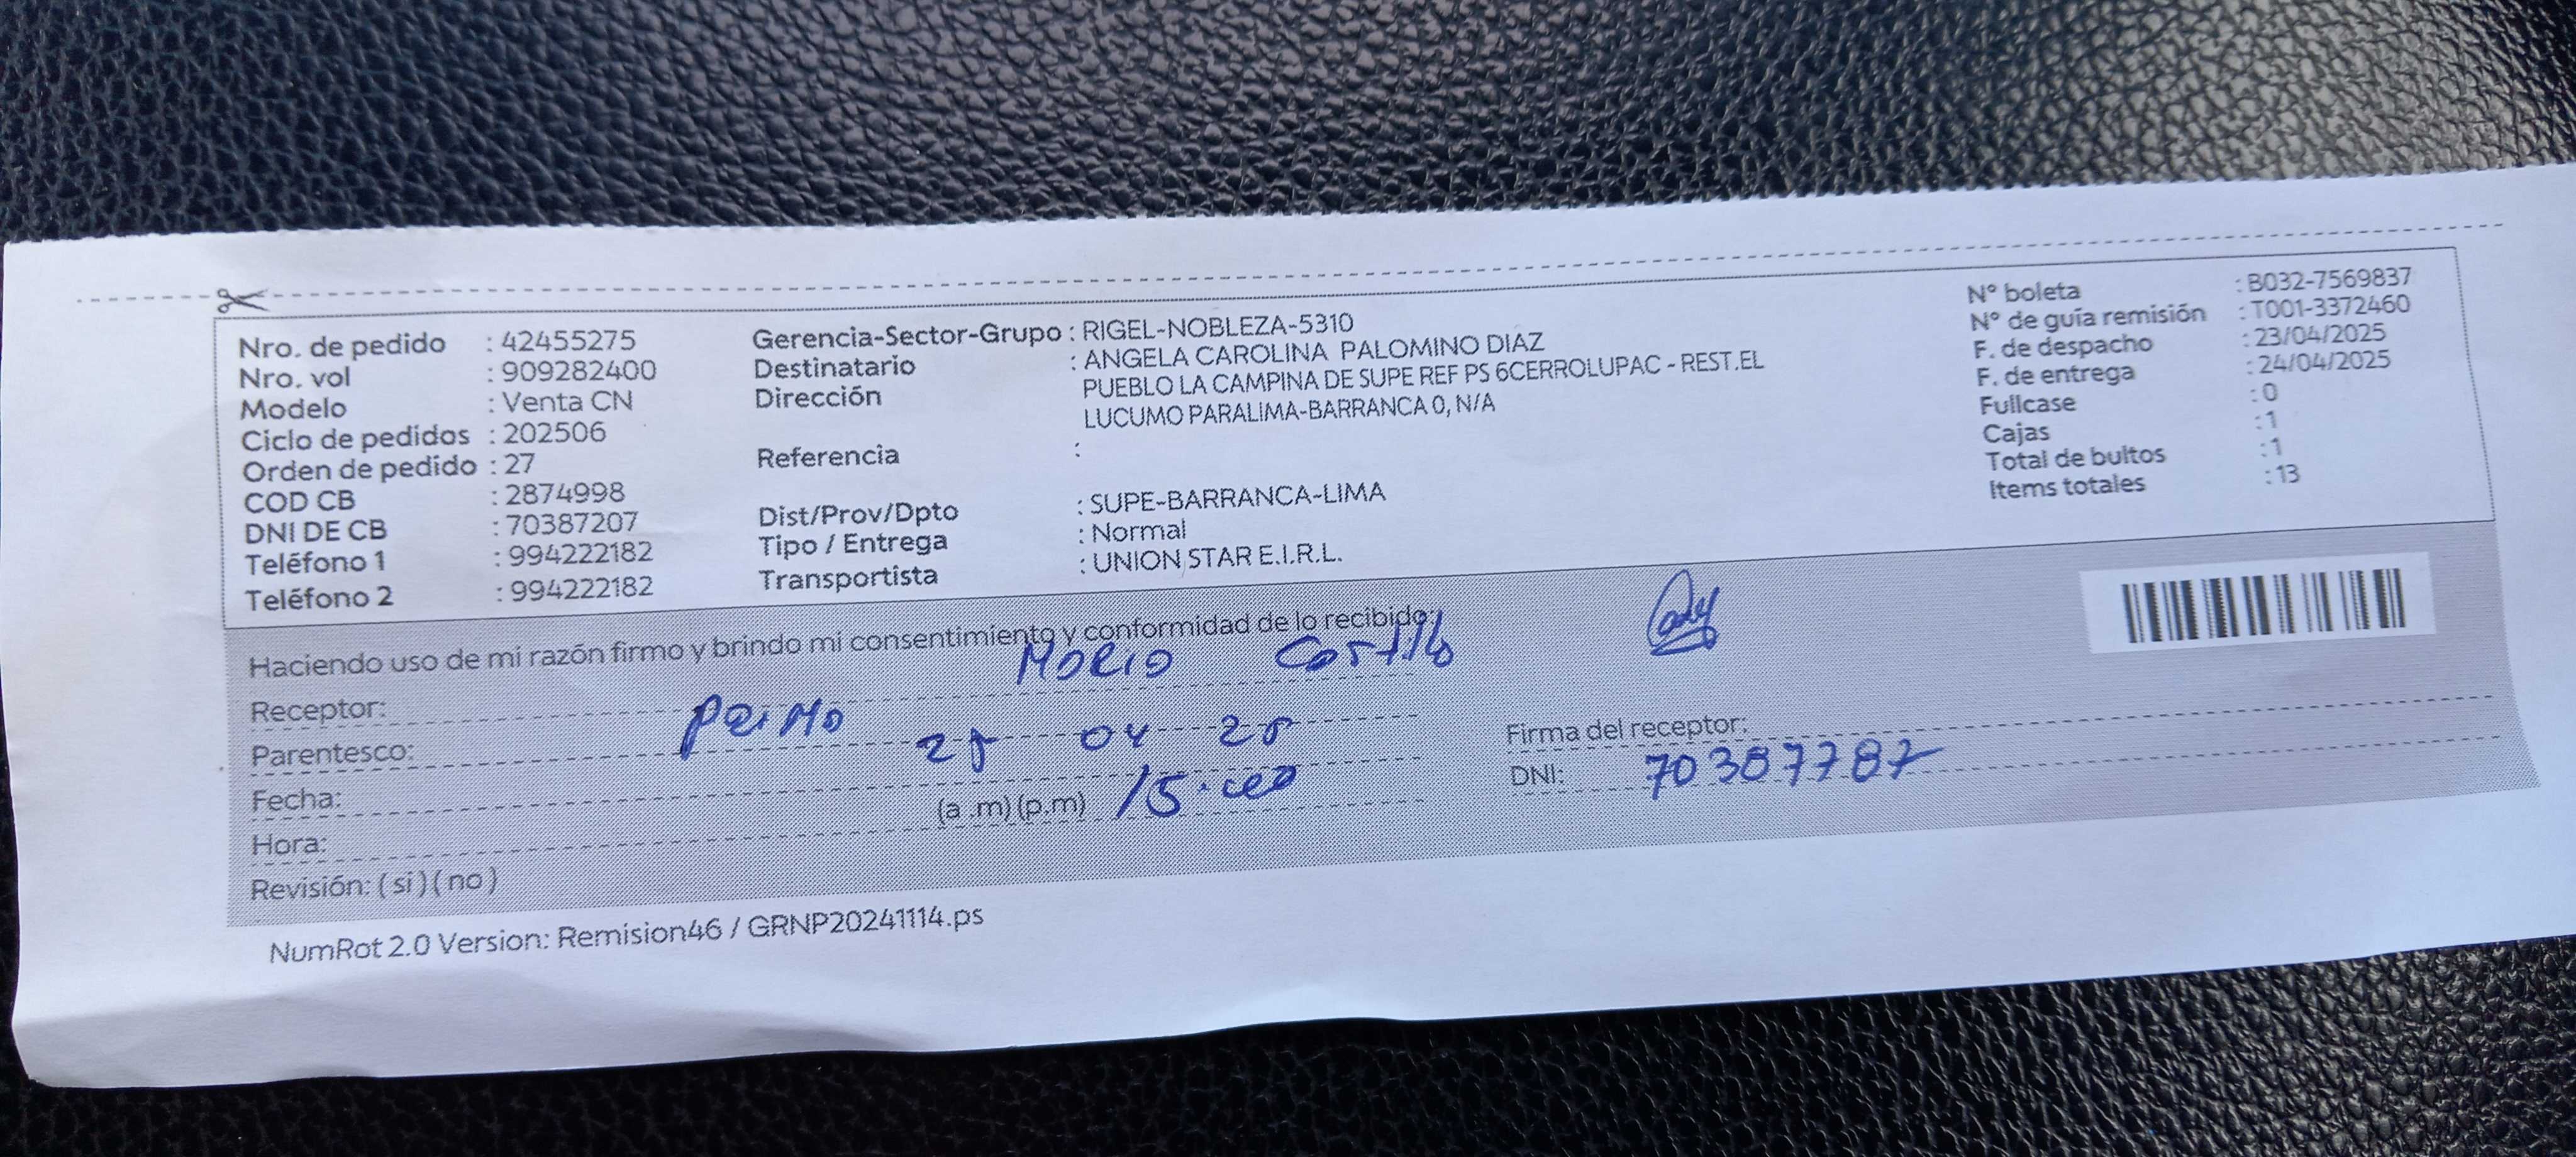 Nro. de pedido : 42455275
Nro. vol : 909282400
Modelo : Venta CN
Ciclo de pedidos : 202506
Orden de pedido : 27
COD CB : 2874998
DNI DE CB : 70387207
Teléfono 1 : 994222182
Teléfono 2 : 994222182
Gerencia-Sector-Grupo : RIGEL-NOBLEZA-5310
Destinatario : ANGELA CAROLINA PALOMINO DIAZ
Dirección PUEBLO LA CAMPINA DE SUPE REF PS 6CERROLUPAC - REST.EL
LUCUMO PARALIMA-BARRANCA 0, N/A
Referencia :
Dist/Prov/Dpto : SUPE-BARRANCA-LIMA
Tipo / Entrega : Normal
Transportista : UNION STAR E.I.R.L.
N° boleta : B032-7569837
N° de guía remisión : T001-3372460
F. de despacho : 23/04/2025
F. de entrega : 24/04/2025
Fullcase : 0
Cajas : 1
Total de bultos : 1
Items totales : 13
Haciendo uso de mi razón firmo y brindo mi consentimiento y conformidad de lo recibido:
Receptor:
Parentesco: PRIMO
Fecha: 25 04 25
Hora: (a .m) (p.m)
Revisión: ( si ) ( no )
Firma del receptor:
DNI: 70387787
NumRot 2.0 Version: Remision46 / GRNP20241114.ps